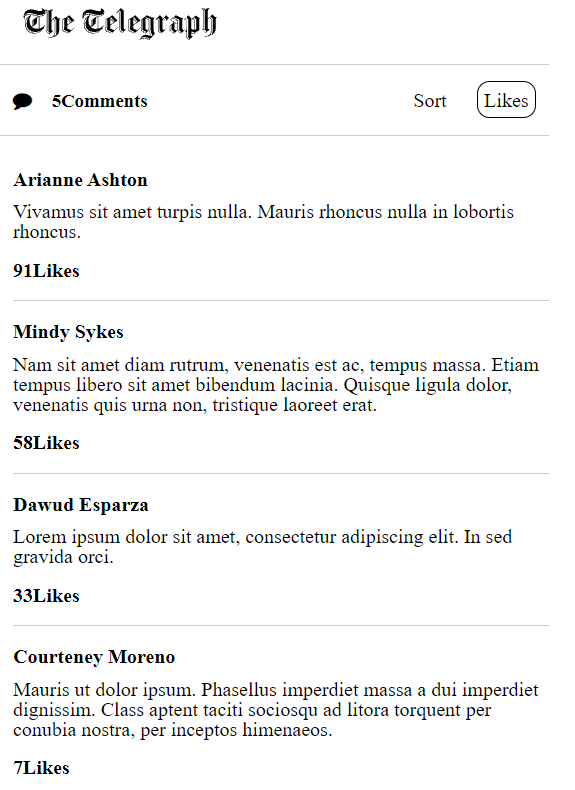 The Telegraph
5Comments
Sort
Likes
Arianne Ashton
Vivamus sit amet turpis nulla. Mauris rhoncus nulla in lobortis
rhoncus.
91Likes
Mindy Sykes
Nam sit amet diam rutrum, venenatis est ac, tempus massa. Etiam
tempus libero sit amet bibendum lacinia. Quisque ligula dolor,
venenatis quis urna non, tristique laoreet erat.
58Likes
Dawud Esparza
Lorem ipsum dolor sit amet, consectetur adipiscing elit. In sed
gravida orci.
33Likes
Courteney Moreno
Mauris ut dolor ipsum. Phasellus imperdiet massa a dui imperdiet
dignissim. Class aptent taciti sociosqu ad litora torquent per
conubia nostra, per inceptos himenaeos.
7Likes